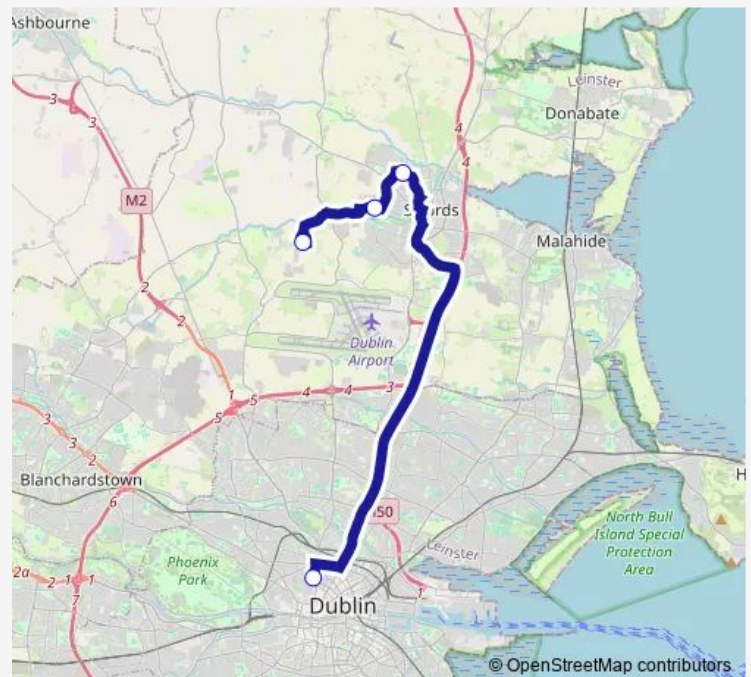 Ashbourne
3
3
Leinster
Donabate
4
4
M2
Swords
Malahide
2
2
Dublin
Airport
1
5
4
4
3
5
3
3
2
Blanchardstown
6
H
M50
Leinster
North Bull
Island Special
Protection
Area
Phoenix
Park
2a
2
1
1
7
1
Dublin
© OpenStreetMap contributors